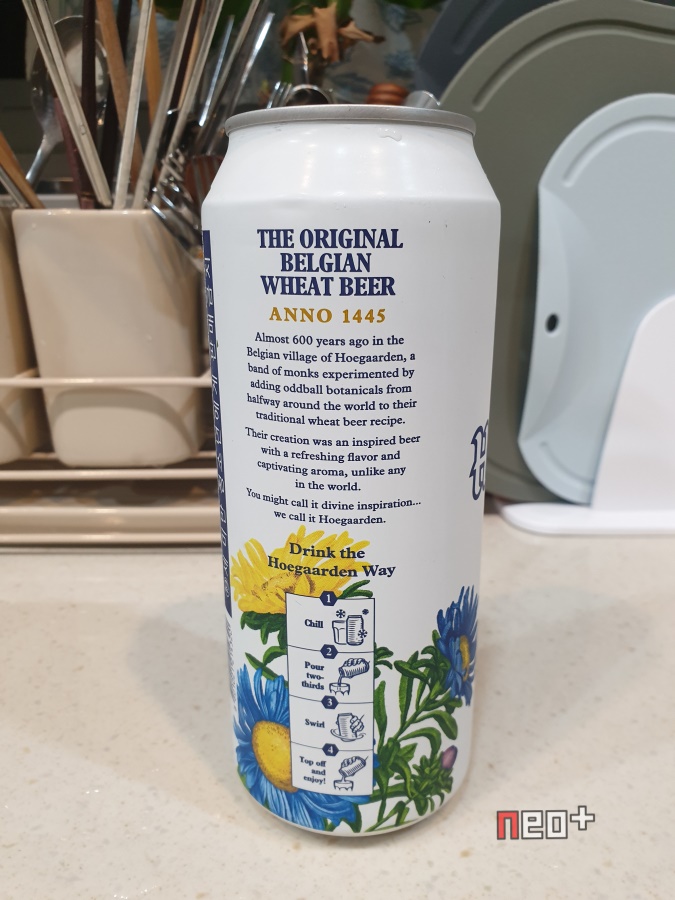 THE ORIGINAL
BELGIAN
WHEAT BEER
ANNO 1445
Almost 600 years ago in the
Belgian village of Hoegaarden, a
band of monks experimented by
adding oddball botanicals from
halfway around the world to their
traditional wheat beer recipe.
Their creation was an inspired beer
with a refreshing flavor and
captivating aroma, unlike any
in the world.
You might call it divine inspiration...
we call it Hoegaarden.
Drink the
Hoegaarden Way
1
Chill
2
Pour
two-
thirds
3
Swirl
4
Top off
and
enjoy!
neo+